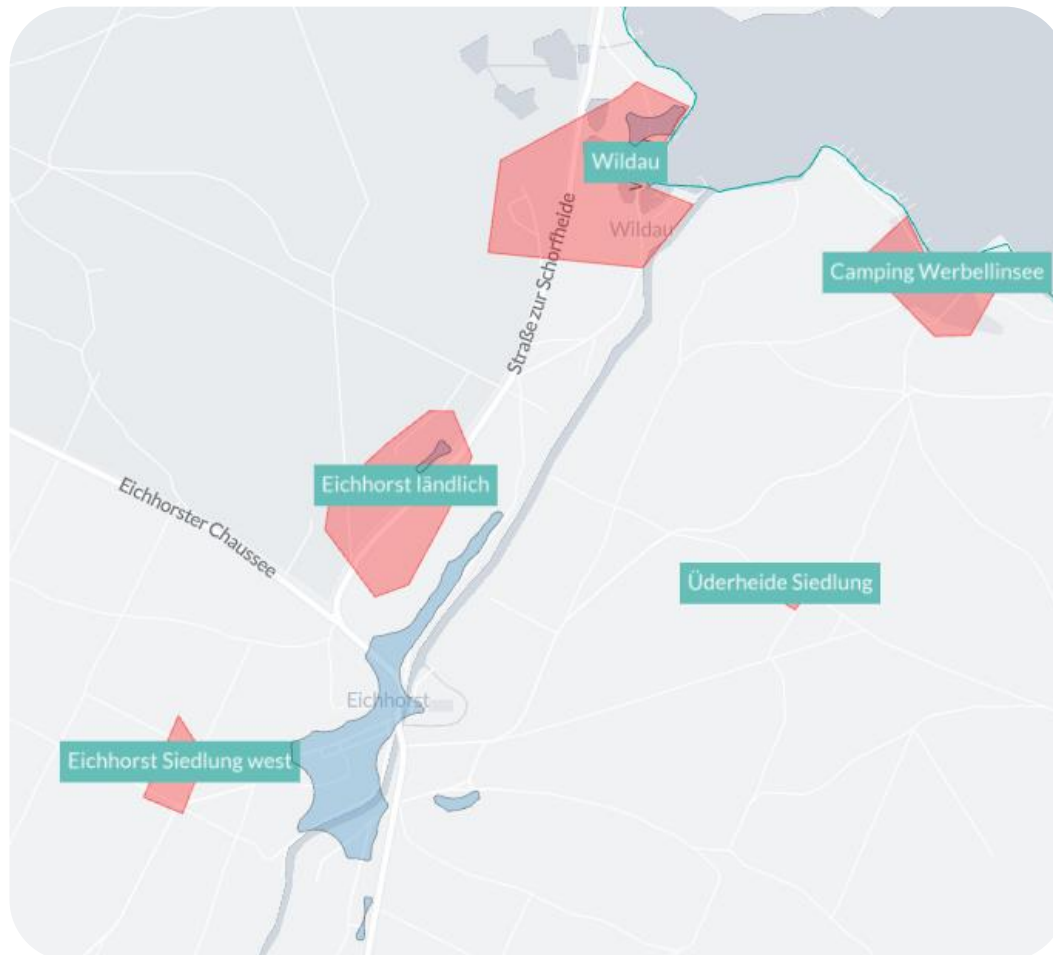 Wildau
Wildau
Camping Werbellinsee
Straße zur Schorfheide
Eichhorst ländlich
Eichhorster Chaussee
Üderheide Siedlung
Eichhorst
Eichhorst Siedlung west